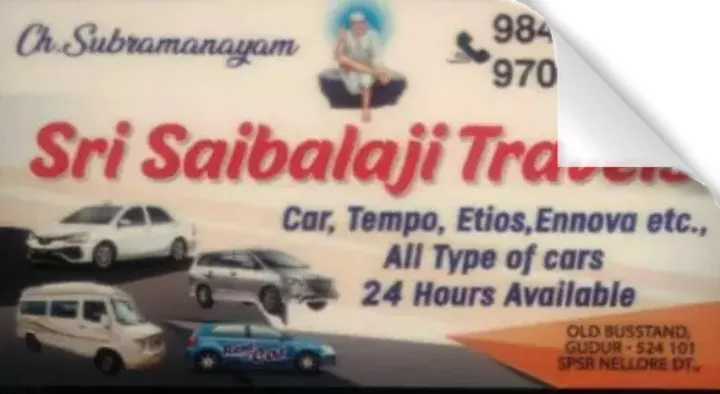 Ch.Subramanayam
984
970
Sri Saibalaji Travels
Car, Tempo, Etios,Ennova etc.,
All Type of cars
24 Hours Available
OLD BUSSTAND,
GUDUR - 524 101
SPSR NELLORE DT.,